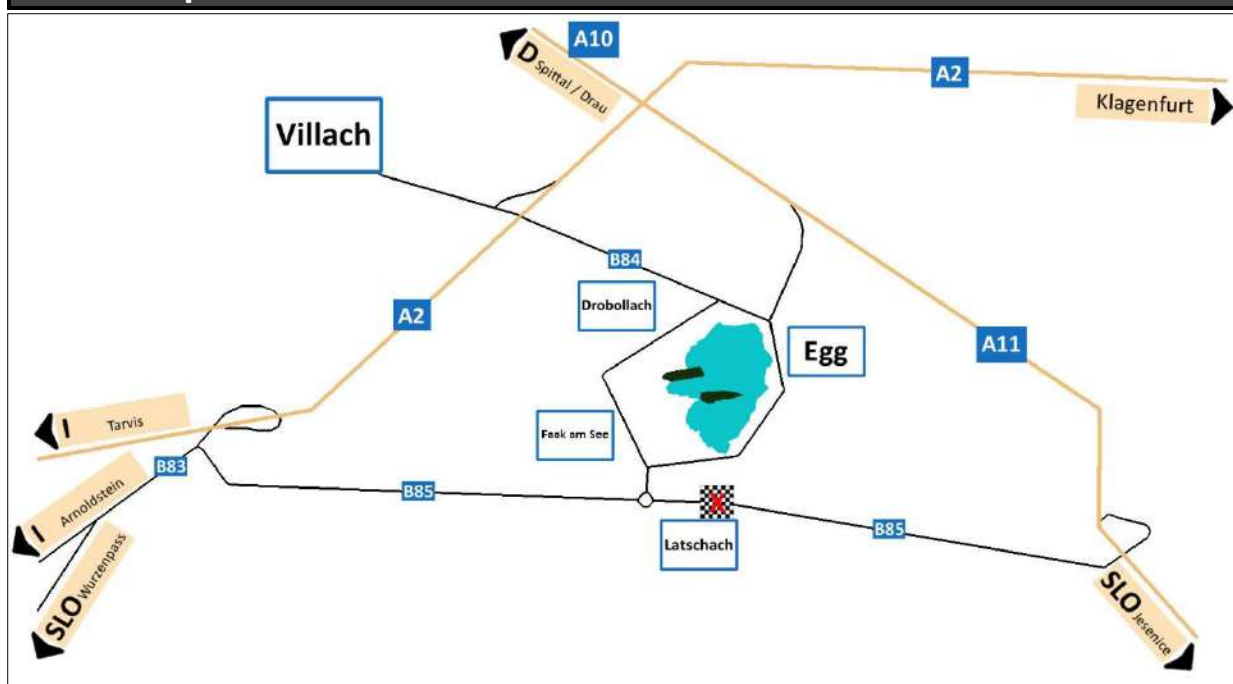 A10
D Spittal / Drau
A2
Klagenfurt
Villach
B84
Drobollach
A2
Egg
A11
I Tarvis
Faak am See
B83
B85
I Arnoldstein
X
Latschach
B85
SLO Wurzenpass
SLO Jesenice